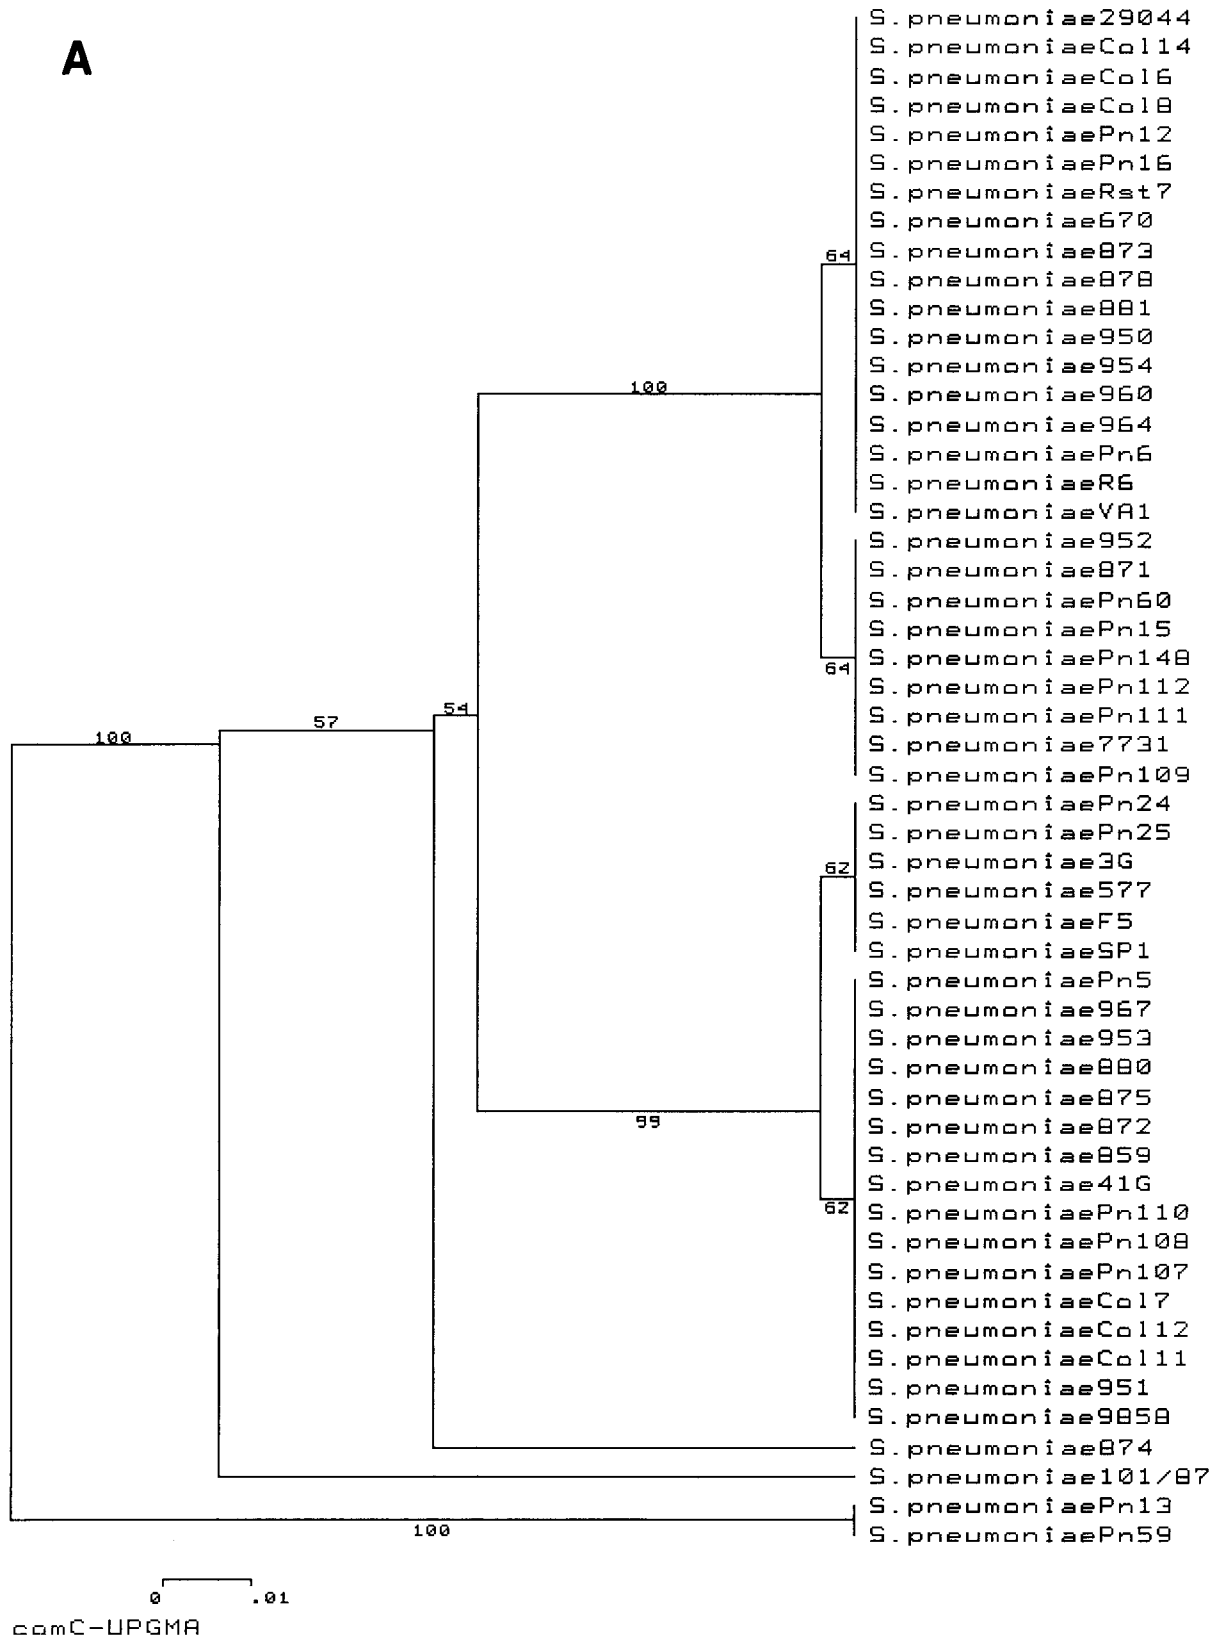 A
S.pneumoniae29044
S.pneumoniaeCol14
S.pneumoniaeCol6
S.pneumoniaeCol8
S.pneumoniaePn12
S.pneumoniaePn16
S.pneumoniaeRst7
S.pneumoniae670
S.pneumoniae873
64
S.pneumoniae878
S.pneumoniae881
S.pneumoniae950
S.pneumoniae954
100
S.pneumoniae960
S.pneumoniae964
S.pneumoniaePn6
S.pneumoniaeR6
S.pneumoniaeVA1
S.pneumoniae952
S.pneumoniae871
S.pneumoniaePn60
S.pneumoniaePn15
S.pneumoniaePn148
64
S.pneumoniaePn112
54
S.pneumoniaePn111
57
100
S.pneumoniae7731
S.pneumoniaePn109
S.pneumoniaePn24
S.pneumoniaePn25
62
S.pneumoniae3G
S.pneumoniae577
S.pneumoniaeF5
S.pneumoniaeSP1
S.pneumoniaePn5
S.pneumoniae967
S.pneumoniae953
S.pneumoniae880
S.pneumoniae875
99
S.pneumoniae872
S.pneumoniae859
S.pneumoniae41G
62
S.pneumoniaePn110
S.pneumoniaePn108
S.pneumoniaePn107
S.pneumoniaeCol7
S.pneumoniaeCol12
S.pneumoniaeCol11
S.pneumoniae951
S.pneumoniae9858
S.pneumoniae874
S.pneumoniae101/87
S.pneumoniaePn13
100
S.pneumoniaePn59
0 .01
comC-UPGMA